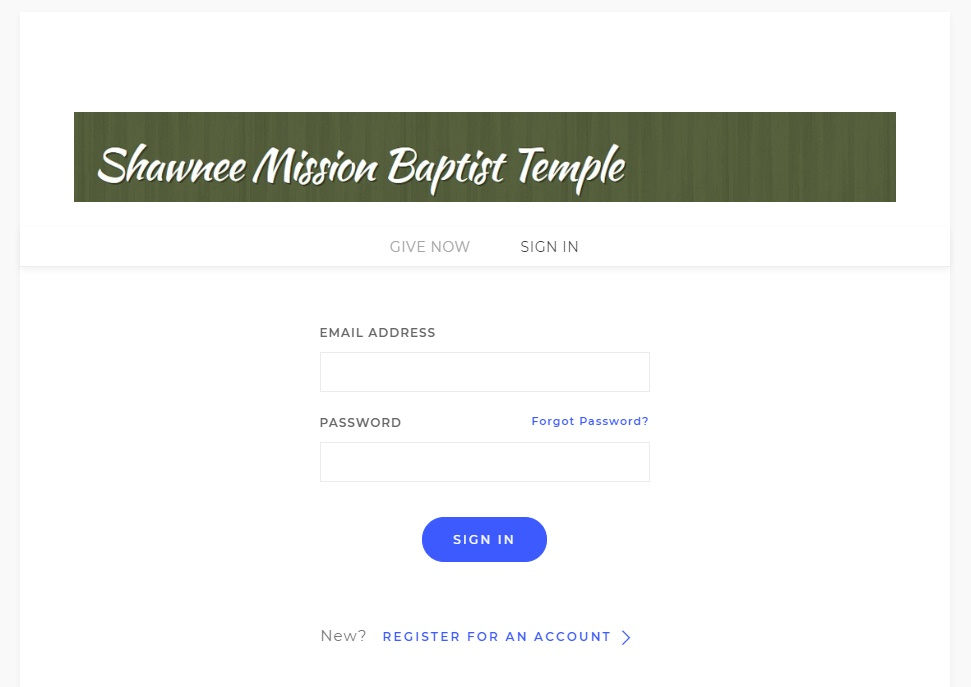 Shawnee Mission Baptist Temple
GIVE NOW SIGN IN
EMAIL ADDRESS
PASSWORD Forgot Password?
SIGN IN
New? REGISTER FOR AN ACCOUNT